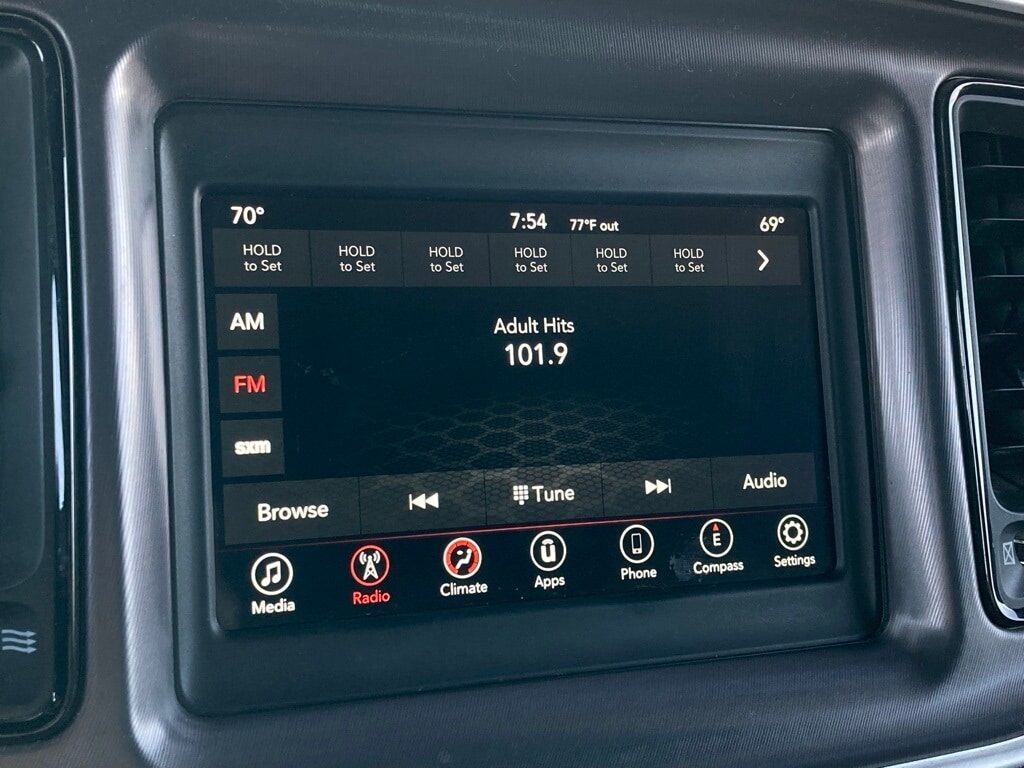 70° 7:54 77°F out 69°
HOLD HOLD HOLD HOLD HOLD HOLD
to Set to Set to Set to Set to Set to Set
AM
Adult Hits
101.9
FM
sxm
Browse Tune Audio
E
Media Radio Climate Apps Phone Compass Settings